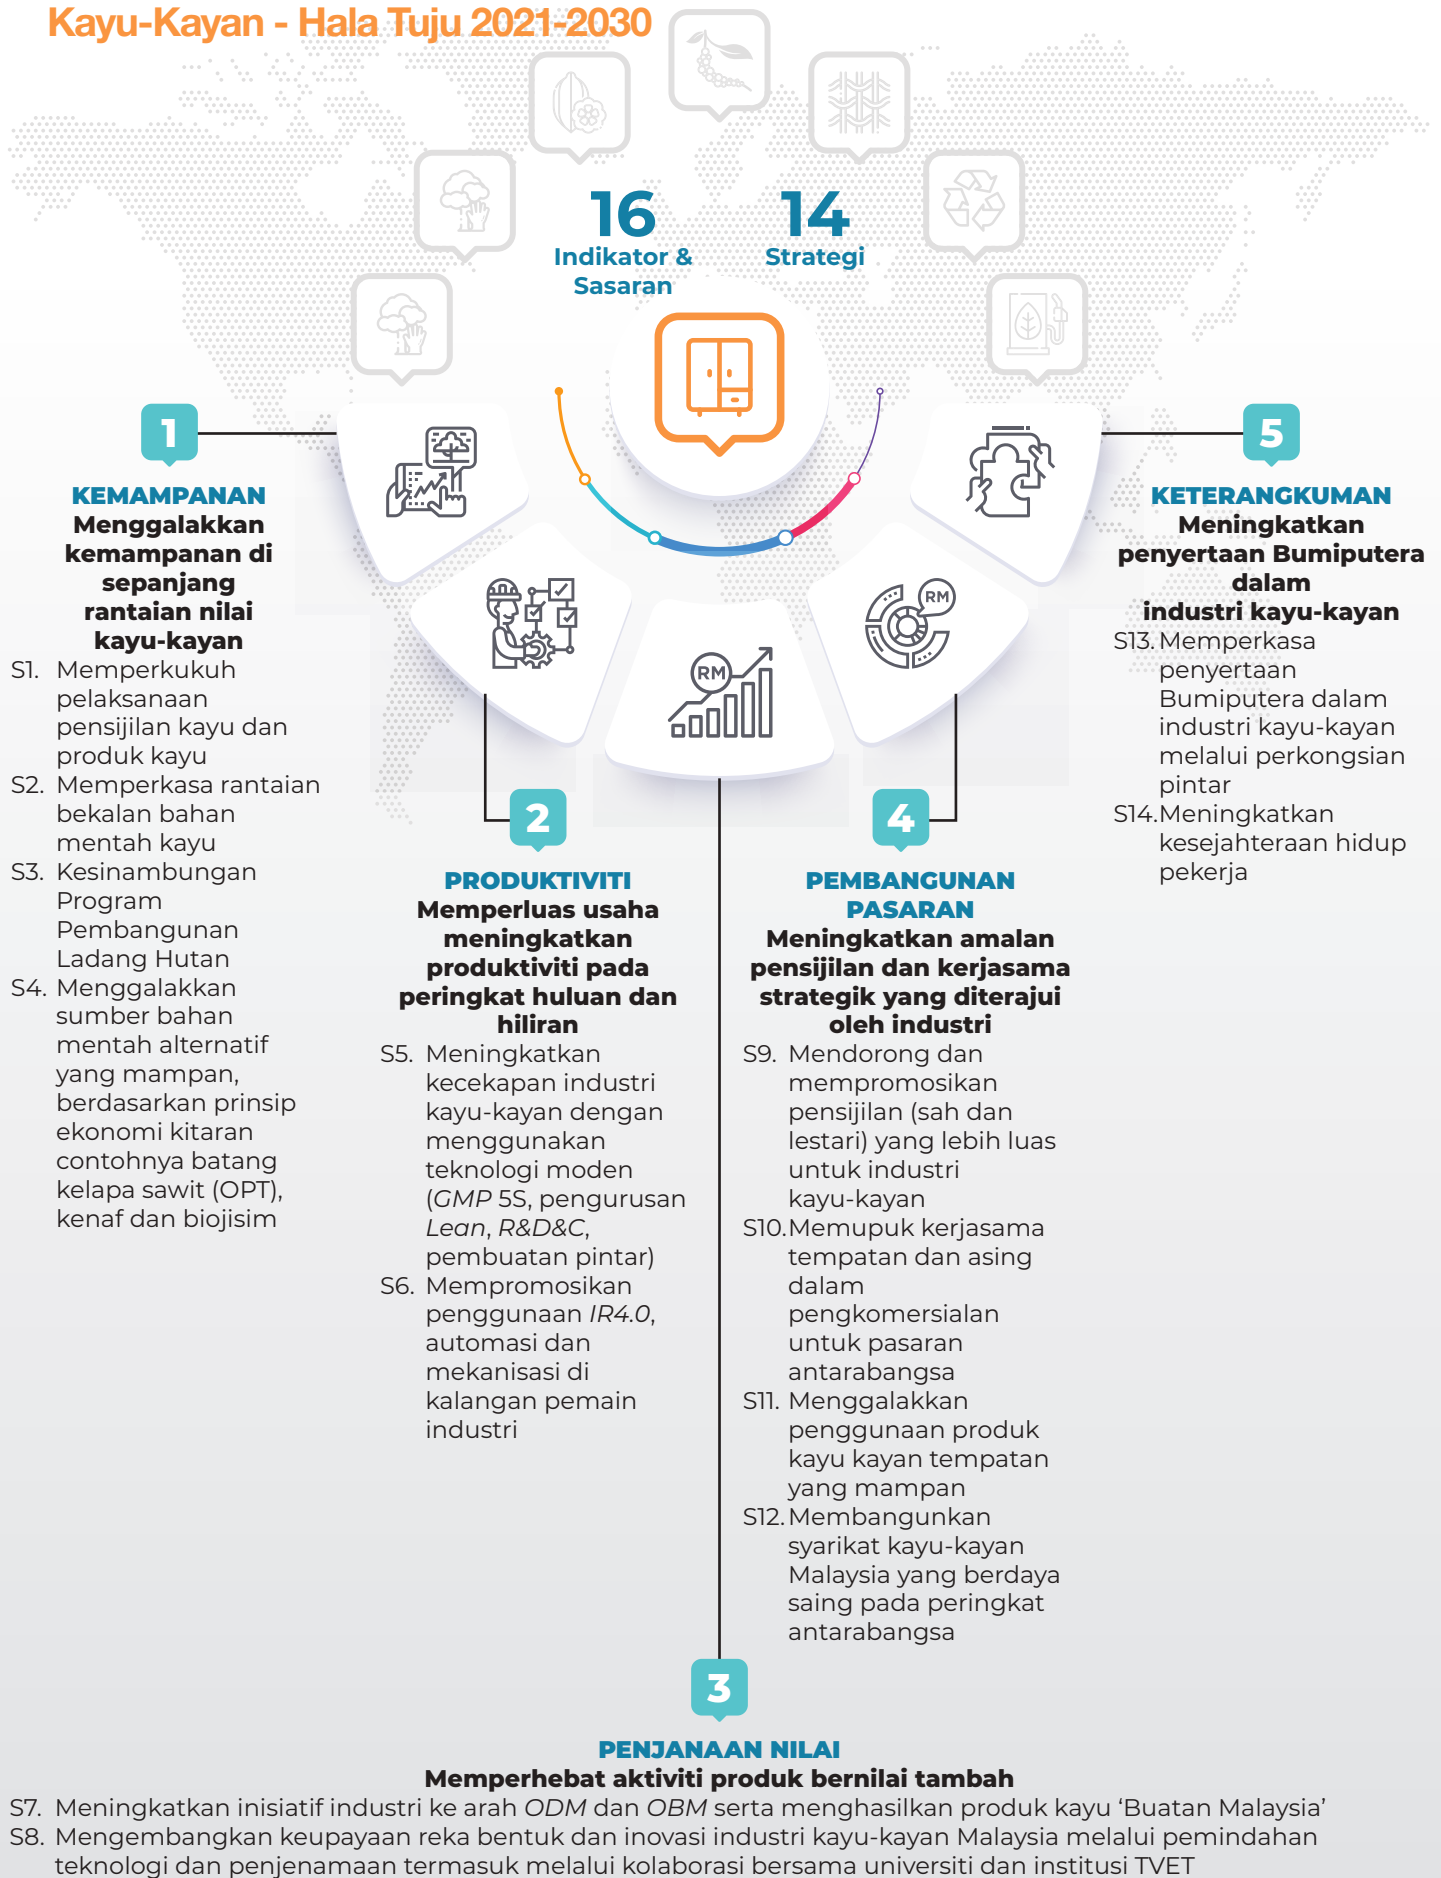 Kayu-Kayan - Hala Tuju 2021-2030
16
Indikator &
Sasaran
14
Strategi
1
KEMAMPANAN
Menggalakkan
kemampanan di
sepanjang
rantaian nilai
kayu-kayan
S1. Memperkukuh
pelaksanaan
pensijilan kayu dan
produk kayu
S2. Memperkasa rantaian
bekalan bahan
mentah kayu
S3. Kesinambungan
Program
Pembangunan
Ladang Hutan
S4. Menggalakkan
sumber bahan
mentah alternatif
yang mampan,
berdasarkan prinsip
ekonomi kitaran
contohnya batang
kelapa sawit (OPT),
kenaf dan biojisim
RM
RM
2
PRODUKTIVITI
Memperluas usaha
meningkatkan
produktiviti pada
peringkat huluan dan
hiliran
S5. Meningkatkan
kecekapan industri
kayu-kayan dengan
menggunakan
teknologi moden
(GMP 5S, pengurusan
Lean, R&D&C,
pembuatan pintar)
S6. Mempromosikan
penggunaan IR4.0,
automasi dan
mekanisasi di
kalangan pemain
industri
4
PEMBANGUNAN
PASARAN
Meningkatkan amalan
pensijilan dan kerjasama
strategik yang diterajui
oleh industri
S9. Mendorong dan
mempromosikan
pensijilan (sah dan
lestari) yang lebih luas
untuk industri
kayu-kayan
S10.Memupuk kerjasama
tempatan dan asing
dalam
pengkomersialan
untuk pasaran
antarabangsa
S11. Menggalakkan
penggunaan produk
kayu kayan tempatan
yang mampan
S12.Membangunkan
syarikat kayu-kayan
Malaysia yang berdaya
saing pada peringkat
antarabangsa
5
KETERANGKUMAN
Meningkatkan
penyertaan Bumiputera
dalam
industri kayu-kayan
S13. Memperkasa
penyertaan
Bumiputera dalam
industri kayu-kayan
melalui perkongsian
pintar
S14.Meningkatkan
kesejahteraan hidup
pekerja
3
PENJANAAN NILAI
Memperhebat aktiviti produk bernilai tambah
S7. Meningkatkan inisiatif industri ke arah ODM dan OBM serta menghasilkan produk kayu ‘Buatan Malaysia’
S8. Mengembangkan keupayaan reka bentuk dan inovasi industri kayu-kayan Malaysia melalui pemindahan
teknologi dan penjenamaan termasuk melalui kolaborasi bersama universiti dan institusi TVET